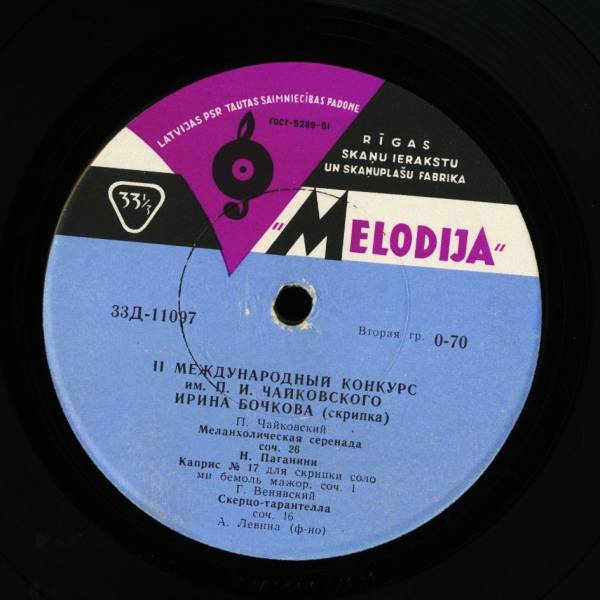 LATVIJAS PSR TAUTAS SAIMNIECĪBAS PADOME
ГОСТ-5289-61
RĪGAS
SKAŅU IERAKSTU
UN SKAŅUPLAŠU FABRIKA
33⅓
"MELODIJA"
33Д-11097
Вторая гр. 0-70
II МЕЖДУНАРОДНЫЙ КОНКУРС
им. П. И. ЧАЙКОВСКОГО
ИРИНА БОЧКОВА (скрипка)
П. Чайковский
Меланхолическая серенада
соч. 26
Н. Паганини
Каприс № 17 для скрипки соло
ми бемоль мажор, соч. 1
Г. Венявский
Скерцо-тарантелла
соч. 16
А. Левина (ф-но)